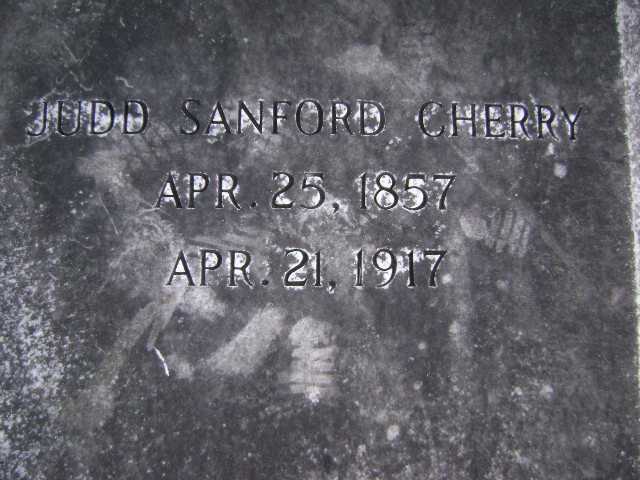 JUDD SANFORD CHERRY
APR. 25, 1857
APR. 21, 1917